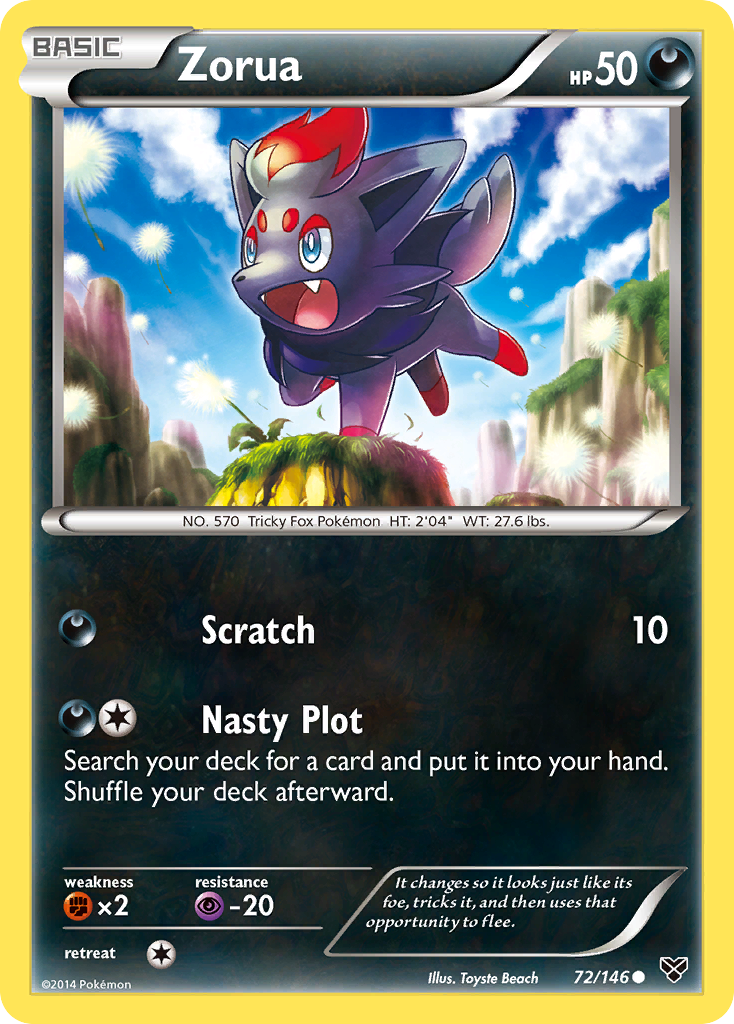 BASIC
Zorua
HP 50
NO. 570 Tricky Fox Pokémon HT: 2'04" WT: 27.6 lbs.
Scratch 10
Nasty Plot
Search your deck for a card and put it into your hand.
Shuffle your deck afterward.
weakness resistance
×2 -20
It changes so it looks just like its
foe, tricks it, and then uses that
opportunity to flee.
retreat
©2014 Pokémon
Illus. Toyste Beach 72/146